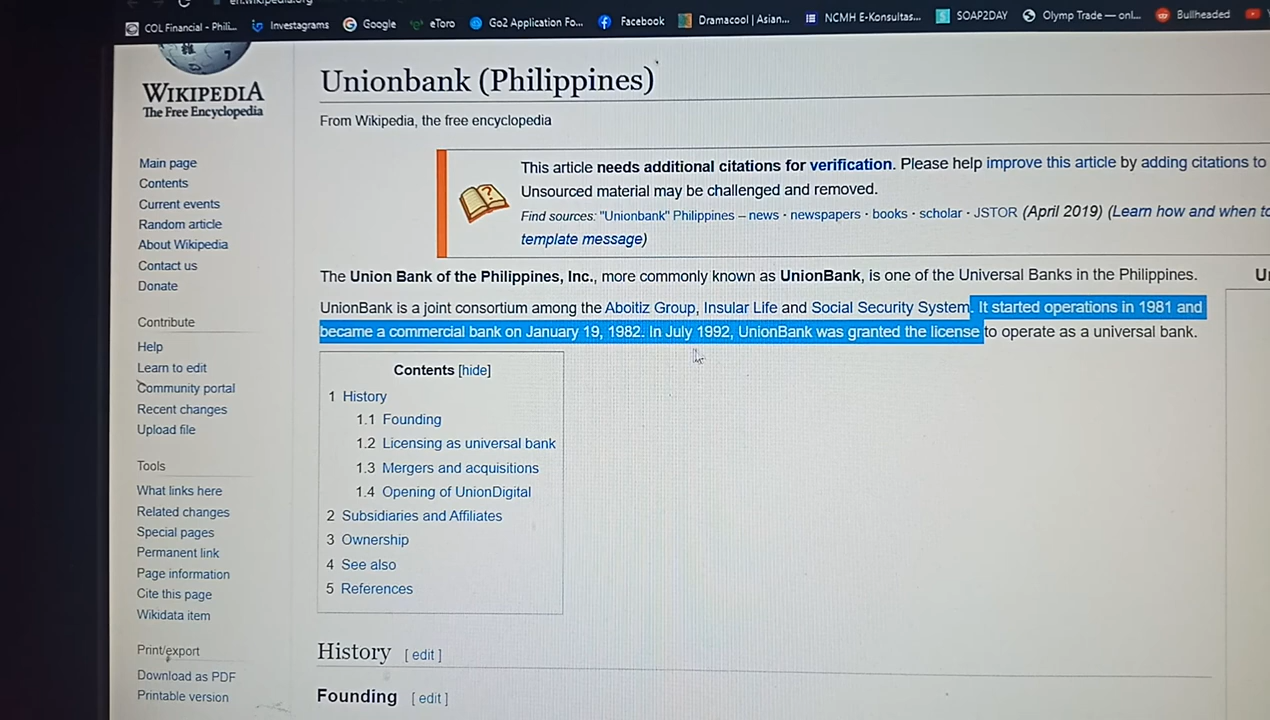 COL Financial - Phili...
Investagrams
Google
eToro
Go2 Application Fo...
Facebook
Dramacool | Asian...
NCMH E-Konsultas...
SOAP2DAY
Olymp Trade — onl...
Bullheaded
WIKIPEDIA
The Free Encyclopedia
Main page
Contents
Current events
Random article
About Wikipedia
Contact us
Donate
Contribute
Help
Learn to edit
Community portal
Recent changes
Upload file
Tools
What links here
Related changes
Special pages
Permanent link
Page information
Cite this page
Wikidata item
Print/export
Download as PDF
Printable version
Unionbank (Philippines)
From Wikipedia, the free encyclopedia
This article needs additional citations for verification. Please help improve this article by adding citations to
Unsourced material may be challenged and removed.
Find sources: "Unionbank" Philippines – news · newspapers · books · scholar · JSTOR (April 2019) (Learn how and when to
template message)
The Union Bank of the Philippines, Inc., more commonly known as UnionBank, is one of the Universal Banks in the Philippines.
UnionBank is a joint consortium among the Aboitiz Group, Insular Life and Social Security System. It started operations in 1981 and
became a commercial bank on January 19, 1982. In July 1992, UnionBank was granted the license to operate as a universal bank.
Contents [hide]
1 History
1.1 Founding
1.2 Licensing as universal bank
1.3 Mergers and acquisitions
1.4 Opening of UnionDigital
2 Subsidiaries and Affiliates
3 Ownership
4 See also
5 References
History [ edit ]
Founding [ edit ]